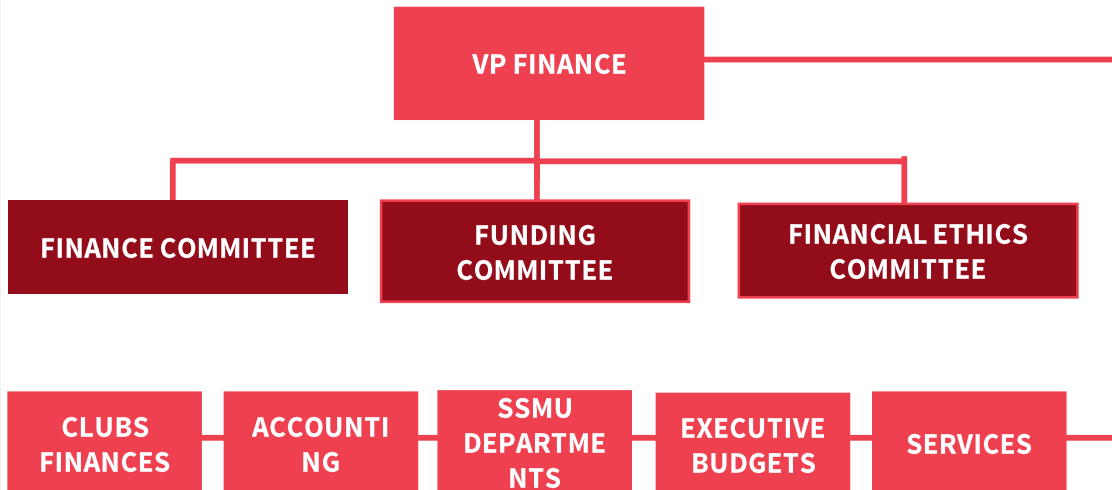 VP FINANCE
FINANCE COMMITTEE
FUNDING
COMMITTEE
FINANCIAL ETHICS
COMMITTEE
CLUBS
FINANCES
ACCOUNTI
NG
SSMU
DEPARTME
NTS
EXECUTIVE
BUDGETS
SERVICES